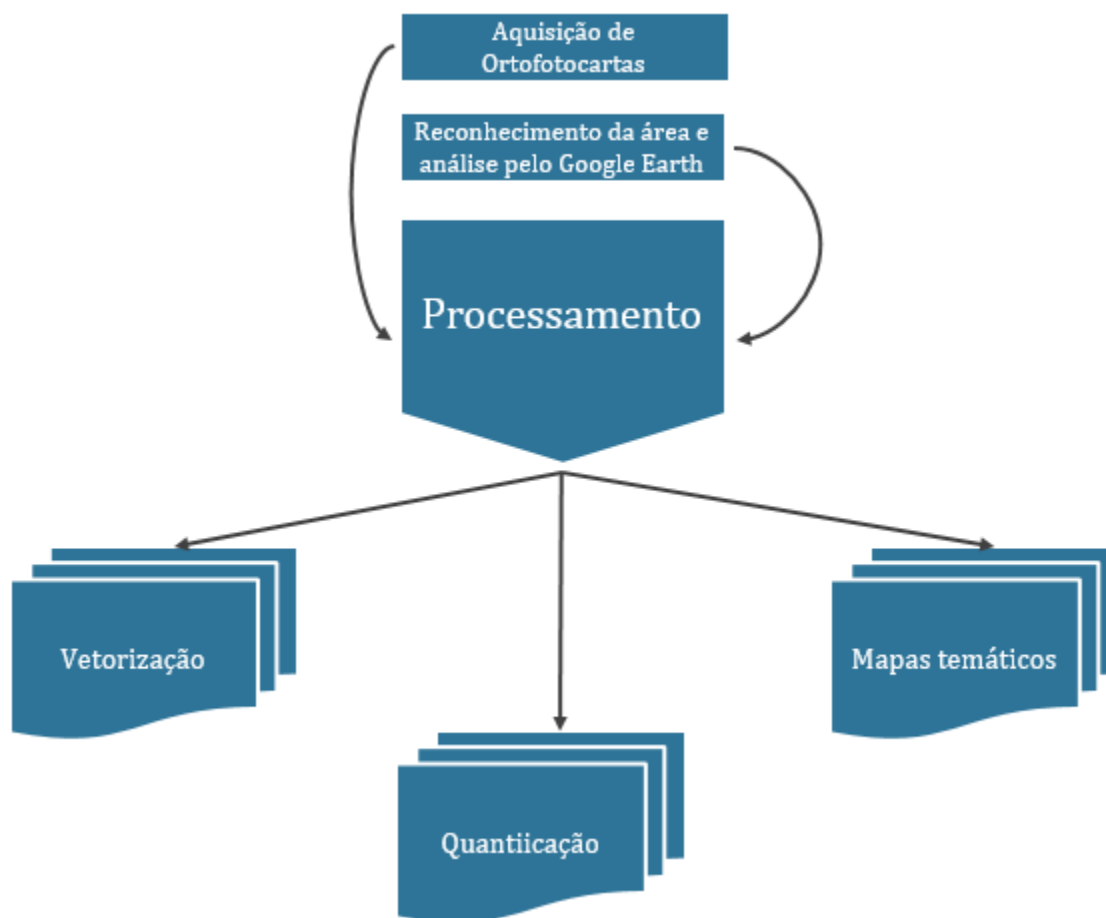 Aquisição de
Ortofotocartas
Reconhecimento da área e
análise pelo Google Earth
Processamento
Vetorização
Mapas temáticos
Quantiicação